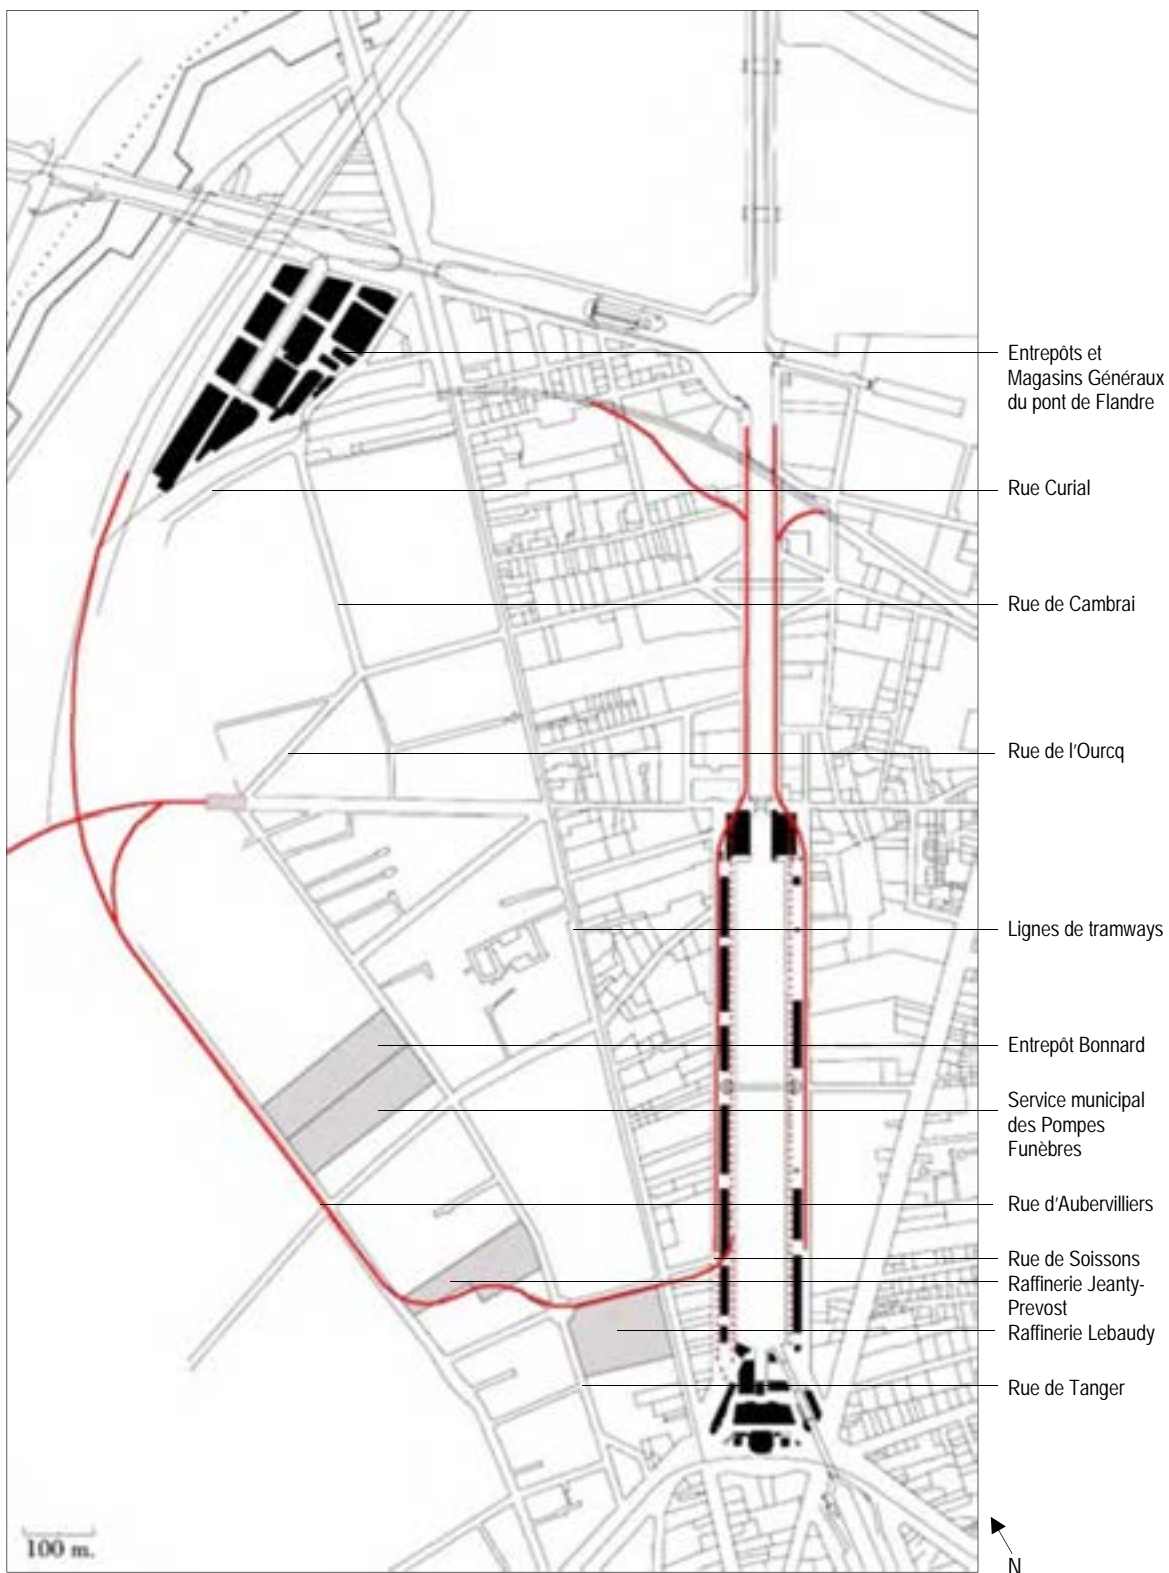 Entrepôts et
Magasins Généraux
du pont de Flandre
Rue Curial
Rue de Cambrai
Rue de l'Ourcq
Lignes de tramways
Entrepôt Bonnard
Service municipal
des Pompes
Funèbres
Rue d'Aubervilliers
Rue de Soissons
Raffinerie Jeanty-
Prevost
Raffinerie Lebaudy
Rue de Tanger
100 m.
N